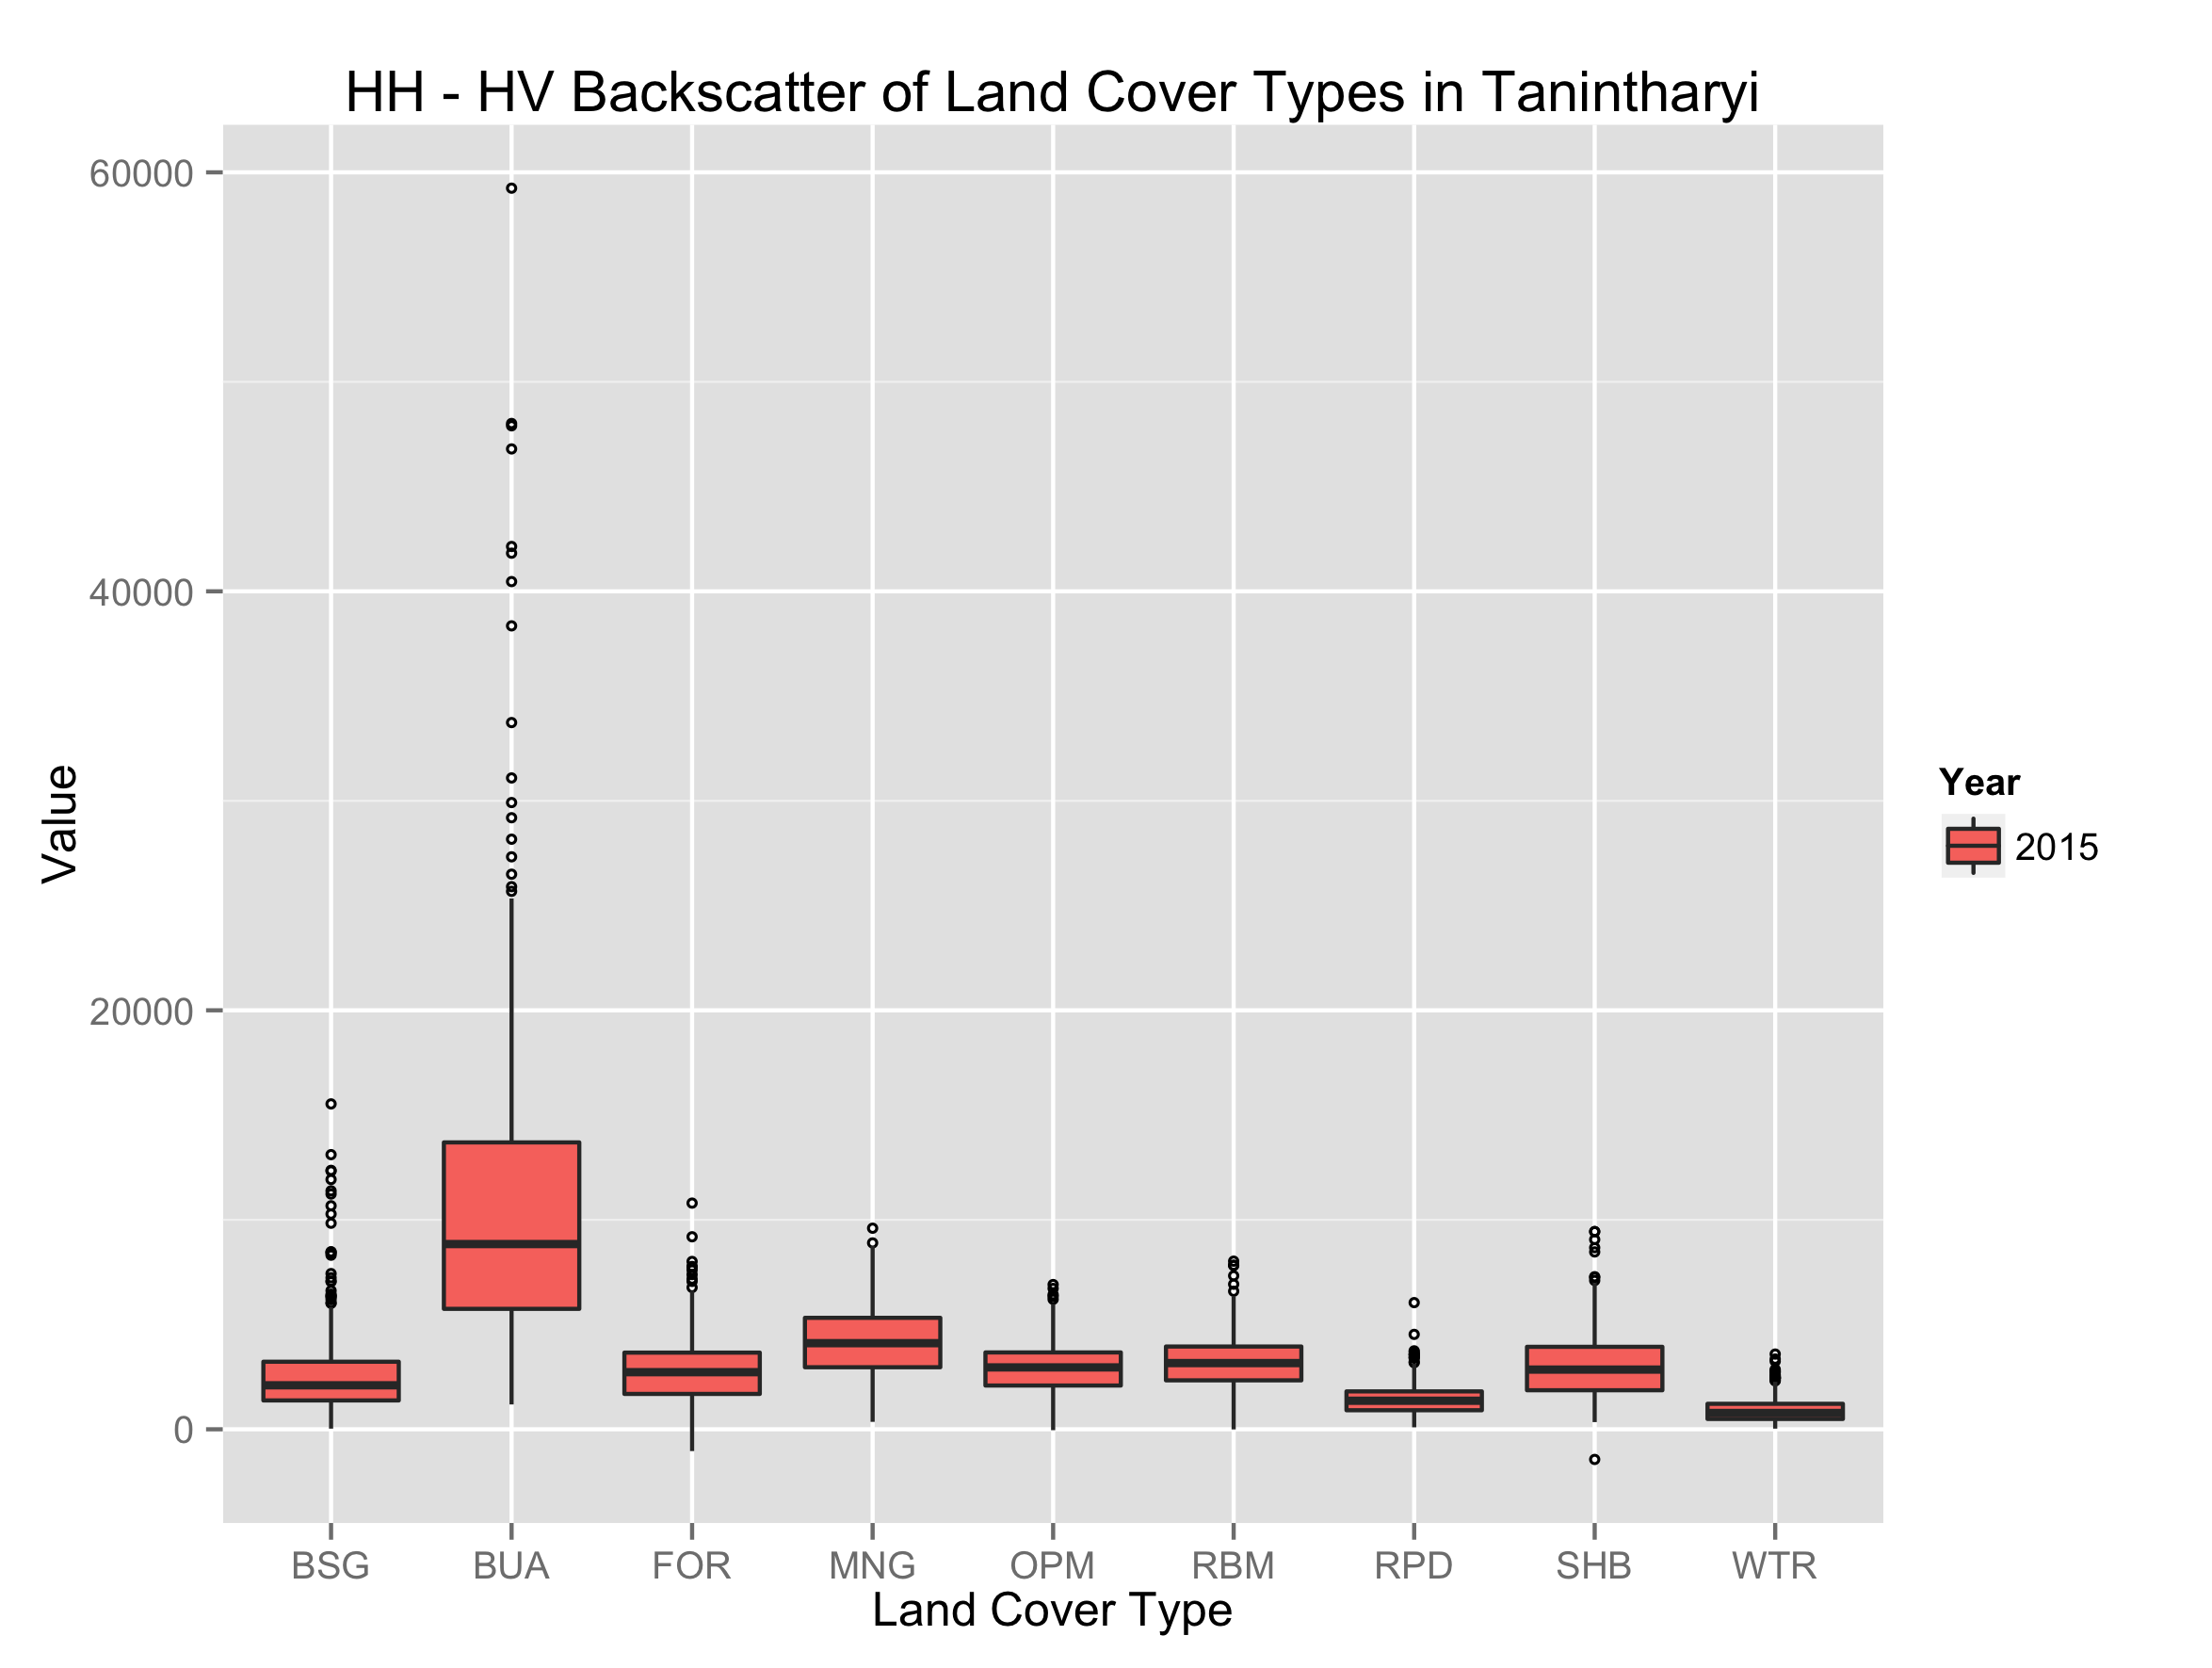 HH - HV Backscatter of Land Cover Types in Tanintharyi
60000
40000
20000
0
Value
BSG BUA FOR MNG OPM RBM RPD SHB WTR
Land Cover Type
Year
2015